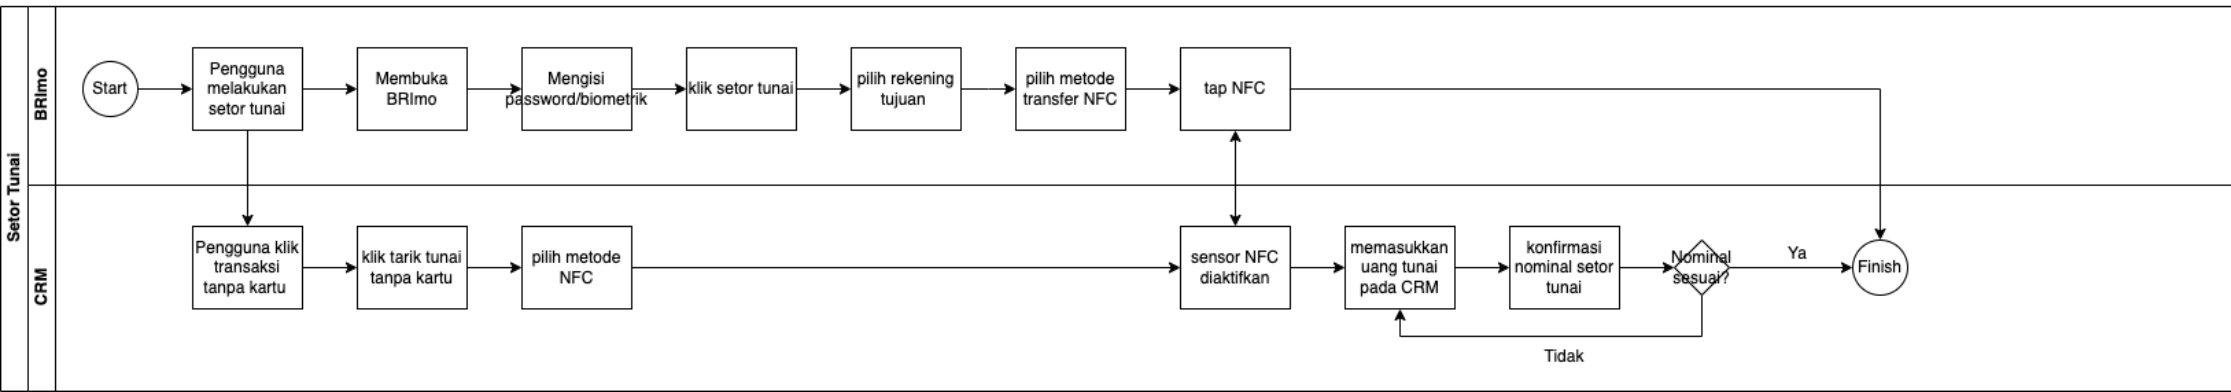 Setor Tunai
BRImo
Start
Pengguna
melakukan
setor tunai
Membuka
BRImo
Mengisi
password/biometrik
klik setor tunai
pilih rekening
tujuan
pilih metode
transfer NFC
tap NFC
CRM
Pengguna klik
transaksi
tanpa kartu
klik tarik tunai
tanpa kartu
pilih metode
NFC
sensor NFC
diaktifkan
memasukkan
uang tunai
pada CRM
konfirmasi
nominal setor
tunai
Nominal
sesuai?
Ya
Finish
Tidak